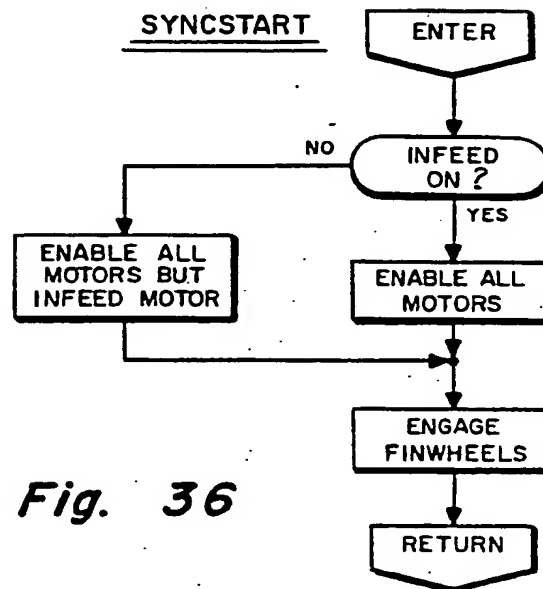 SYNCSTART
ENTER
INFEED
ON ?
NO
YES
ENABLE ALL
MOTORS BUT
INFEED MOTOR
ENABLE ALL
MOTORS
ENGAGE
FINWHEELS
RETURN
Fig. 36